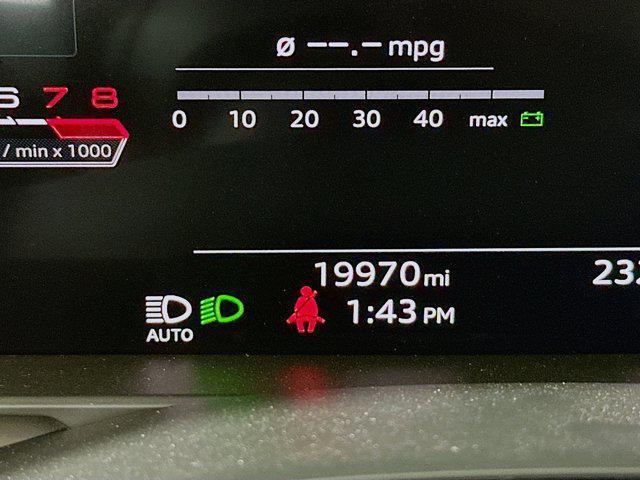 Ø --.- mpg
6 7 8
0 10 20 30 40 max
/ min x 1000
19970 mi
1:43 PM
AUTO